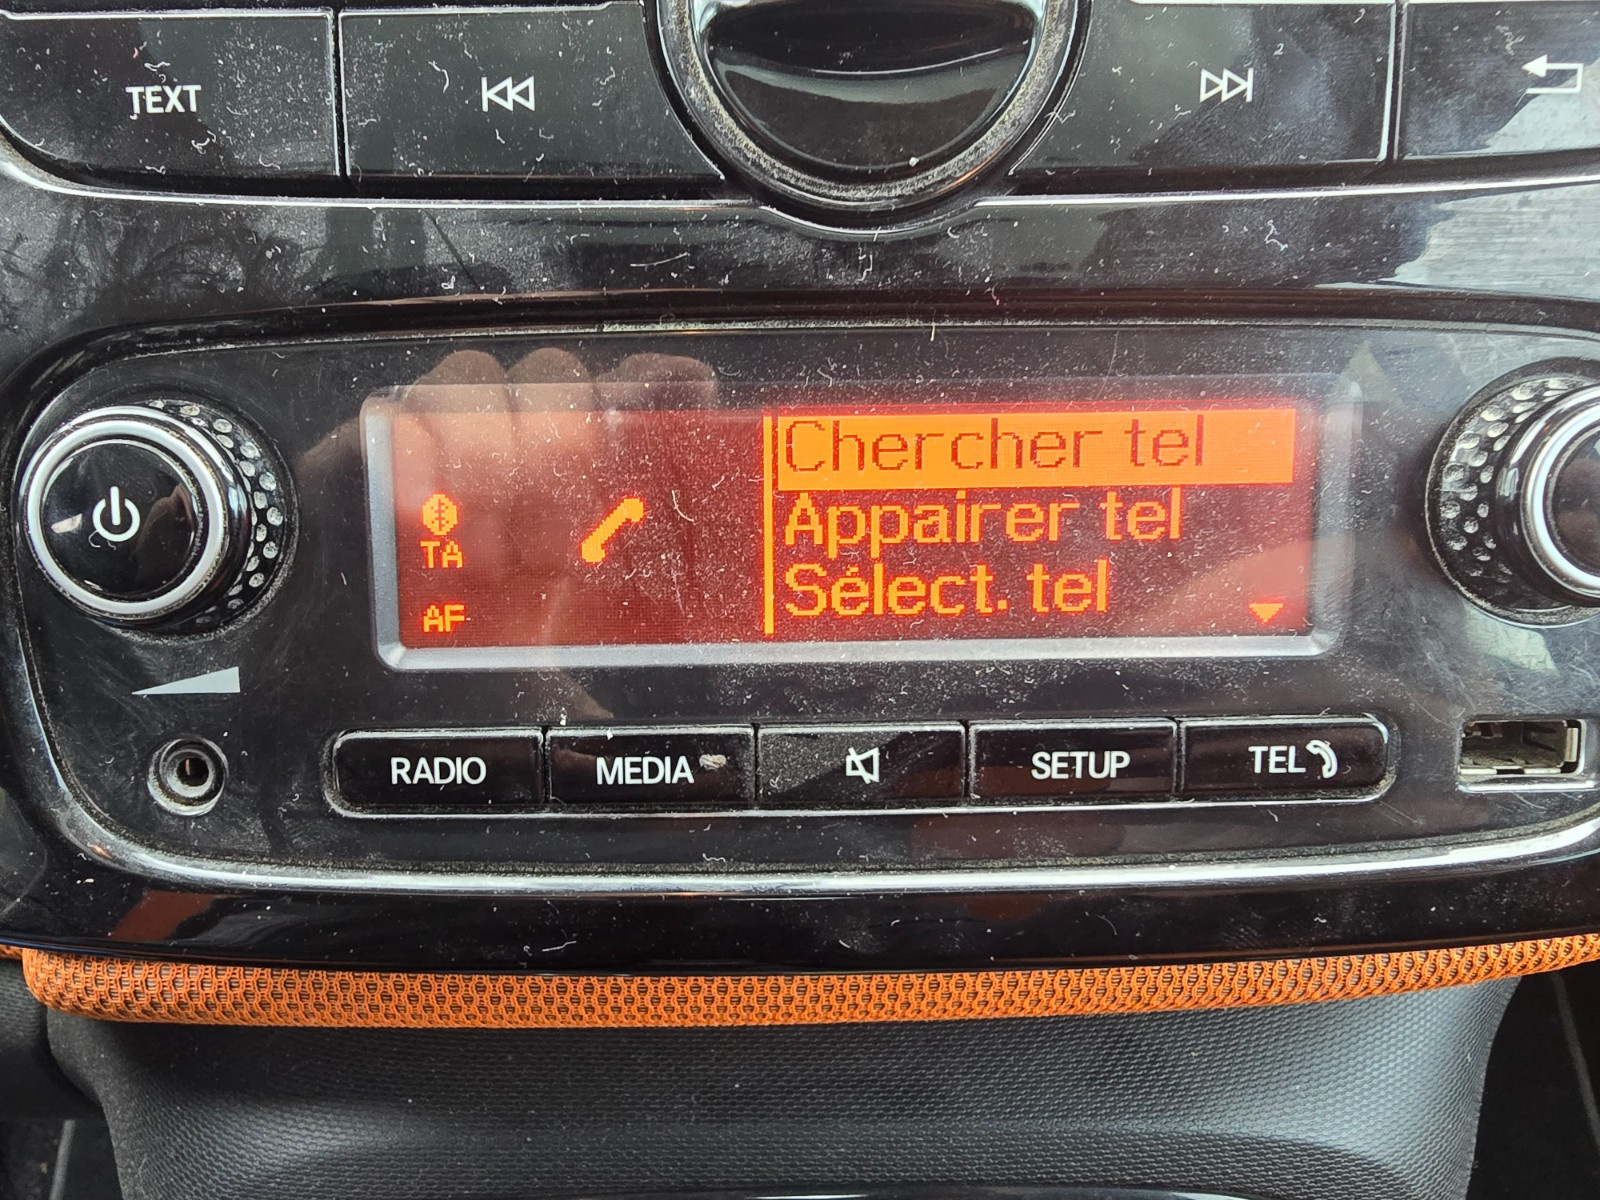 TEXT
Chercher tel
Appairer tel
Sélect. tel
TA
AF
RADIO
MEDIA
SETUP
TEL